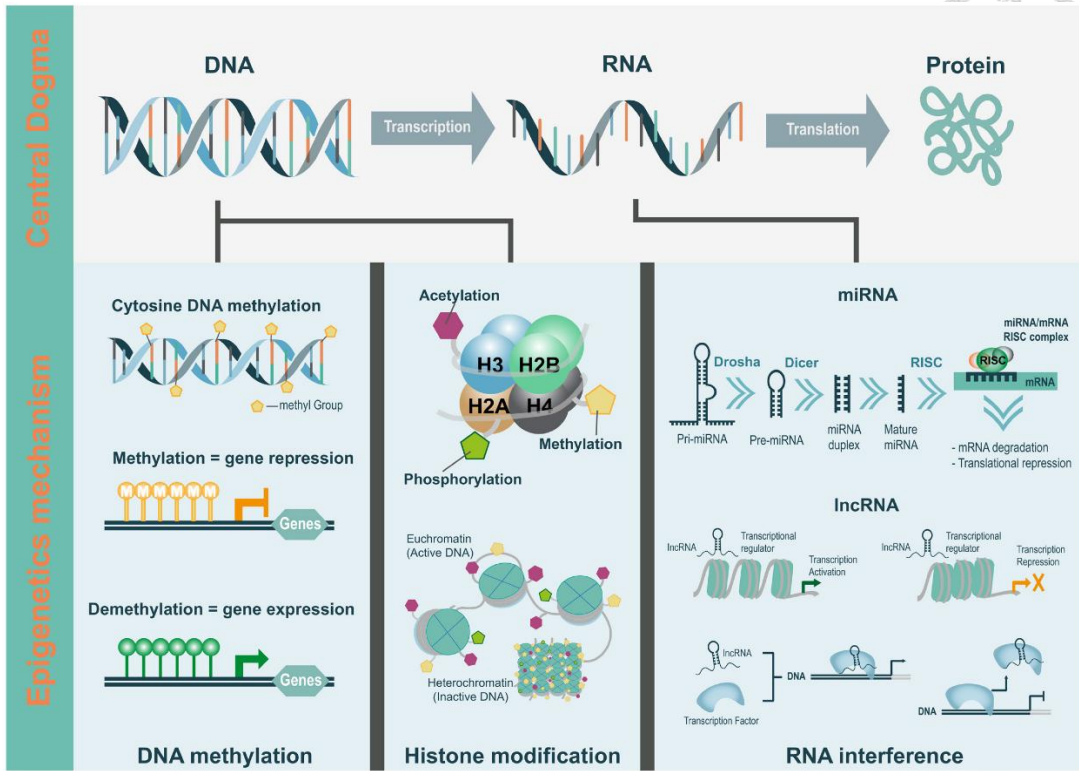 Central Dogma
DNA
RNA
Protein
Transcription
Translation
Epigenetics mechanism
Cytosine DNA methylation
methyl Group
Methylation = gene repression
M M M M M M
Genes
Demethylation = gene expression
Genes
DNA methylation
Acetylation
H3
H2B
H2A
H4
Methylation
Phosphorylation
Euchromatin
(Active DNA)
Heterochromatin
(Inactive DNA)
Histone modification
miRNA
miRNA/mRNA
RISC complex
Drosha
Dicer
RISC
RISC
mRNA
Pri-miRNA
Pre-miRNA
miRNA
duplex
Mature
miRNA
- mRNA degradation
- Translational repression
lncRNA
lncRNA
Transcriptional
regulator
Transcription
Activation
lncRNA
Transcriptional
regulator
Transcription
Repression
X
lncRNA
Transcription Factor
DNA
DNA
RNA interference